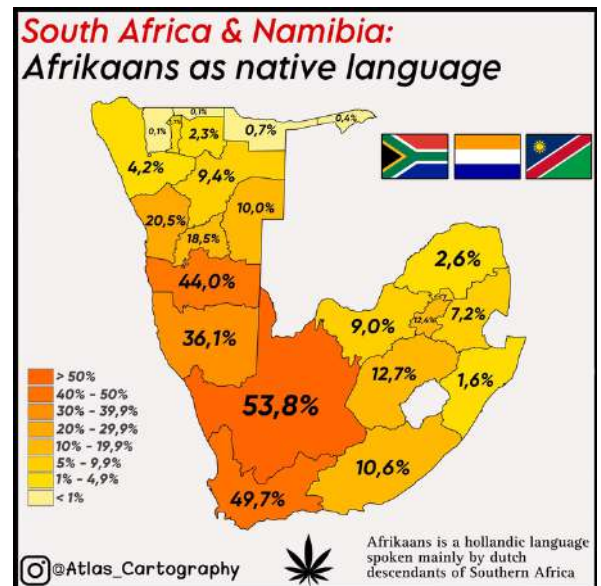 South Africa & Namibia:
Afrikaans as native language
0,1%
0,1%
2,3%
0,7%
0,4%
4,2%
9,4%
20,5%
10,0%
18,5%
44,0%
2,6%
36,1%
9,0%
12,4%
7,2%
53,8%
12,7%
1,6%
10,6%
49,7%
> 50%
40% - 50%
30% - 39,9%
20% - 29,9%
10% - 19,9%
5% - 9,9%
1% - 4,9%
< 1%
@Atlas_Cartography
Afrikaans is a hollandic language
spoken mainly by dutch
descendants of Southern Africa